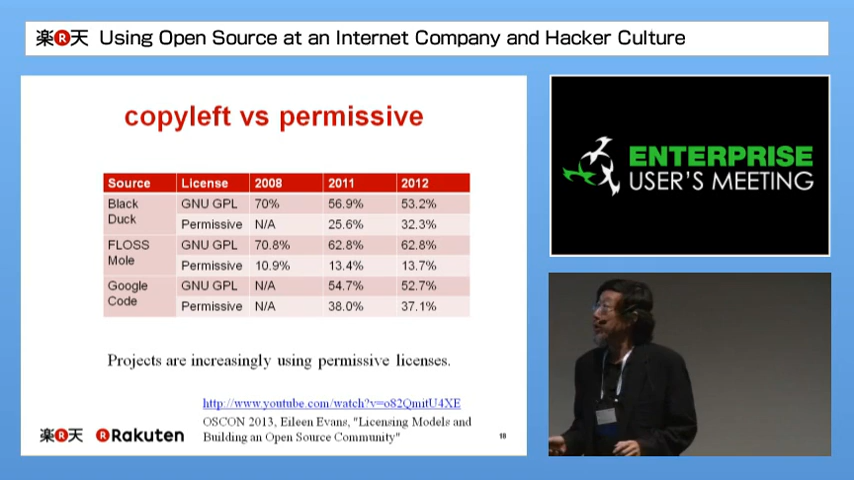 楽R天 Using Open Source at an Internet Company and Hacker Culture
copyleft vs permissive
Source License 2008 2011 2012
Black Duck GNU GPL 70% 56.9% 53.2%
Permissive N/A 25.6% 32.3%
FLOSS Mole GNU GPL 70.8% 62.8% 62.8%
Permissive 10.9% 13.4% 13.7%
Google Code GNU GPL N/A 54.7% 52.7%
Permissive N/A 38.0% 37.1%
Projects are increasingly using permissive licenses.
http://www.youtube.com/watch?v=o82QmitU4XE
OSCON 2013, Eileen Evans, "Licensing Models and
Building an Open Source Community"
楽R天 R Rakuten
18
ENTERPRISE
USER'S MEETING